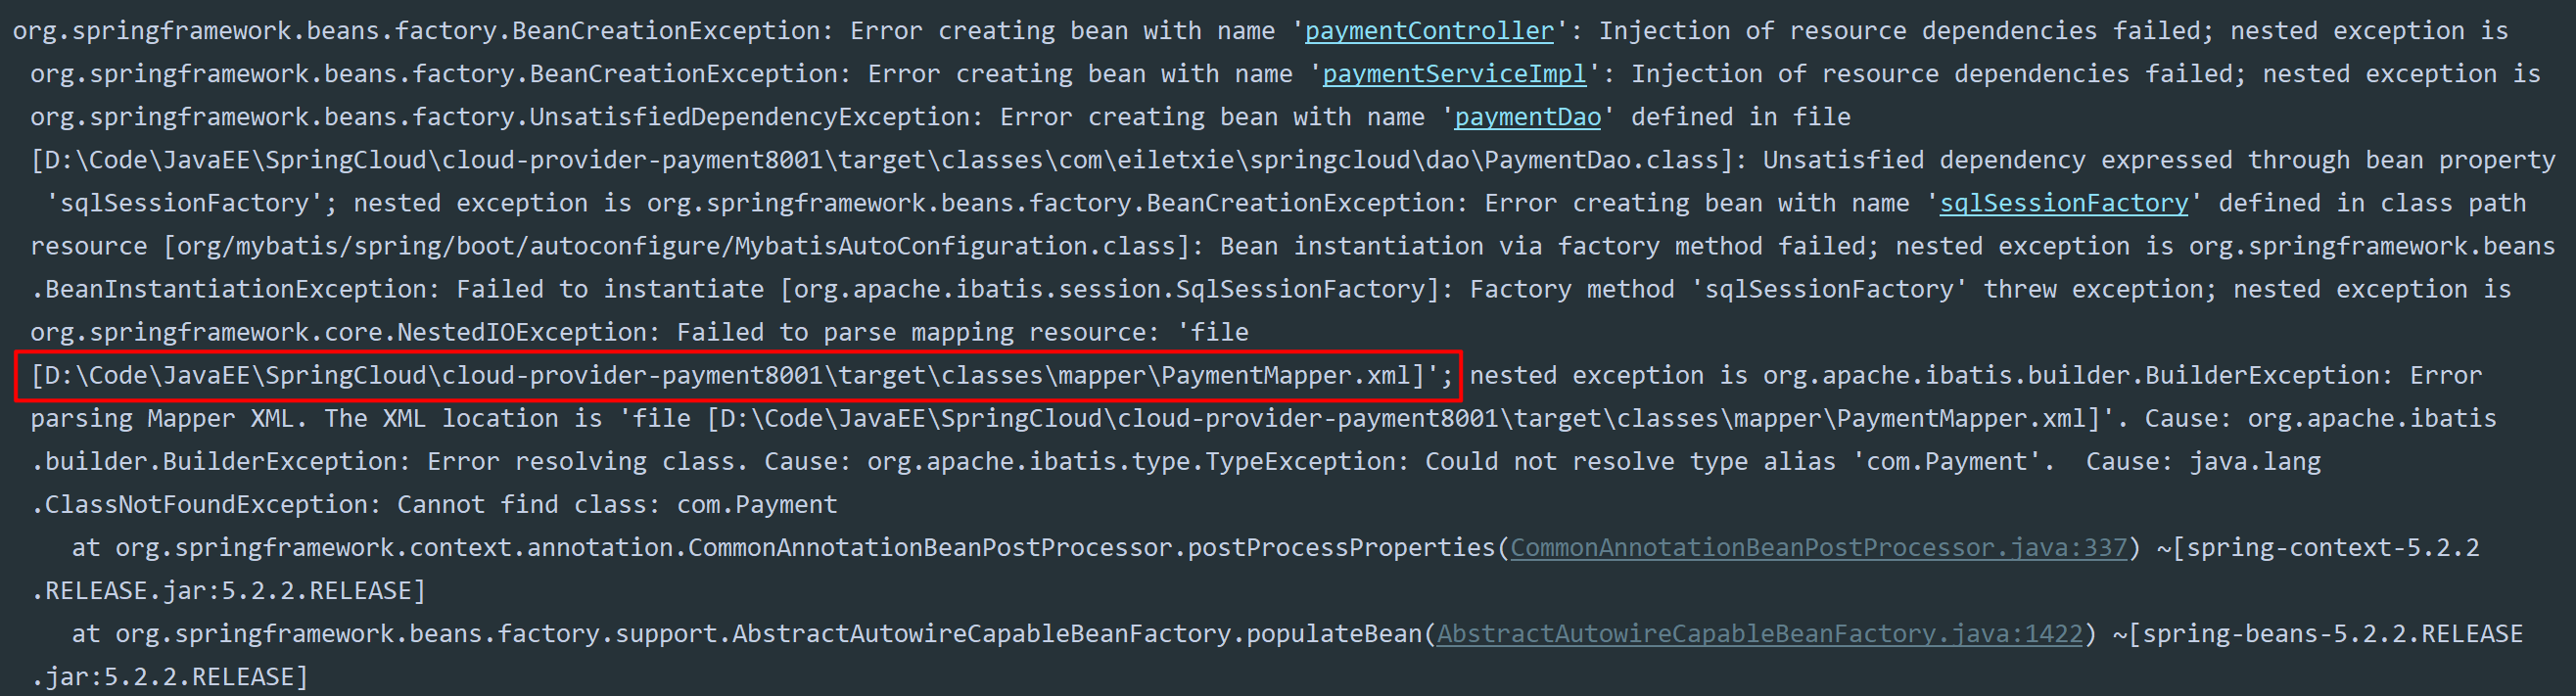 org.springframework.beans.factory.BeanCreationException: Error creating bean with name 'paymentController': Injection of resource dependencies failed; nested exception is
org.springframework.beans.factory.BeanCreationException: Error creating bean with name 'paymentServiceImpl': Injection of resource dependencies failed; nested exception is
org.springframework.beans.factory.UnsatisfiedDependencyException: Error creating bean with name 'paymentDao' defined in file
[D:\Code\JavaEE\SpringCloud\cloud-provider-payment8001\target\classes\com\eiletxie\springcloud\dao\PaymentDao.class]: Unsatisfied dependency expressed through bean property
'sqlSessionFactory'; nested exception is org.springframework.beans.factory.BeanCreationException: Error creating bean with name 'sqlSessionFactory' defined in class path
resource [org/mybatis/spring/boot/autoconfigure/MybatisAutoConfiguration.class]: Bean instantiation via factory method failed; nested exception is org.springframework.beans
.BeanInstantiationException: Failed to instantiate [org.apache.ibatis.session.SqlSessionFactory]: Factory method 'sqlSessionFactory' threw exception; nested exception is
org.springframework.core.NestedIOException: Failed to parse mapping resource: 'file
[D:\Code\JavaEE\SpringCloud\cloud-provider-payment8001\target\classes\mapper\PaymentMapper.xml]'; nested exception is org.apache.ibatis.builder.BuilderException: Error
parsing Mapper XML. The XML location is 'file [D:\Code\JavaEE\SpringCloud\cloud-provider-payment8001\target\classes\mapper\PaymentMapper.xml]'. Cause: org.apache.ibatis
.builder.BuilderException: Error resolving class. Cause: org.apache.ibatis.type.TypeException: Could not resolve type alias 'com.Payment'.  Cause: java.lang
.ClassNotFoundException: Cannot find class: com.Payment
at org.springframework.context.annotation.CommonAnnotationBeanPostProcessor.postProcessProperties(CommonAnnotationBeanPostProcessor.java:337) ~[spring-context-5.2.2
.RELEASE.jar:5.2.2.RELEASE]
at org.springframework.beans.factory.support.AbstractAutowireCapableBeanFactory.populateBean(AbstractAutowireCapableBeanFactory.java:1422) ~[spring-beans-5.2.2.RELEASE
.jar:5.2.2.RELEASE]